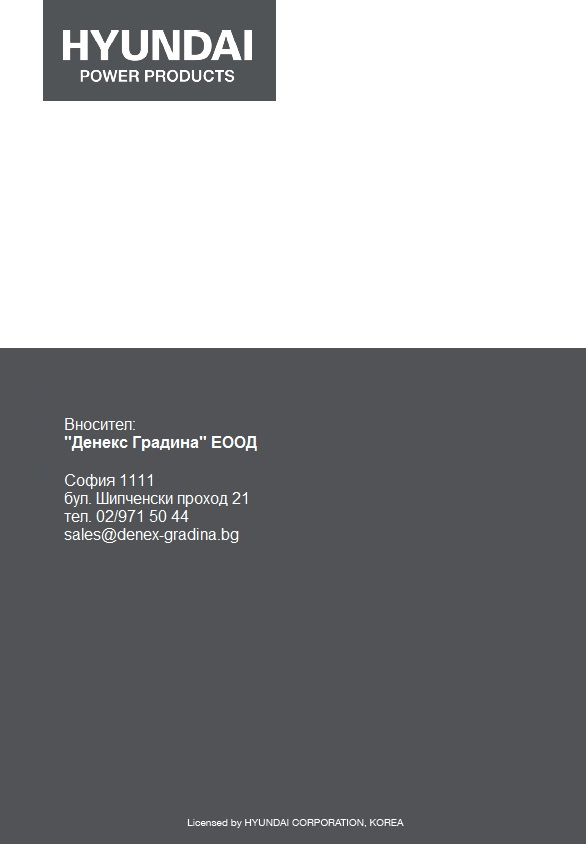 HYUNDAI
POWER PRODUCTS
Вносител:
"Денекс Градина" ЕООД
София 1111
бул. Шипченски проход 21
тел. 02/971 50 44
sales@denex-gradina.bg
Licensed by HYUNDAI CORPORATION, KOREA